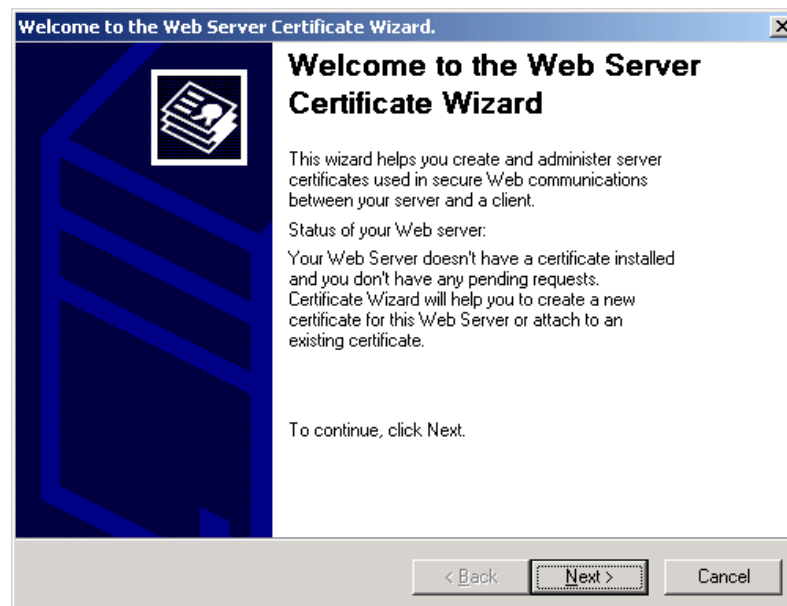 Welcome to the Web Server Certificate Wizard.
Welcome to the Web Server
Certificate Wizard
This wizard helps you create and administer server
certificates used in secure Web communications
between your server and a client.
Status of your Web server:
Your Web Server doesn't have a certificate installed
and you don't have any pending requests.
Certificate Wizard will help you to create a new
certificate for this Web Server or attach to an
existing certificate.
To continue, click Next.
< Back
Next >
Cancel